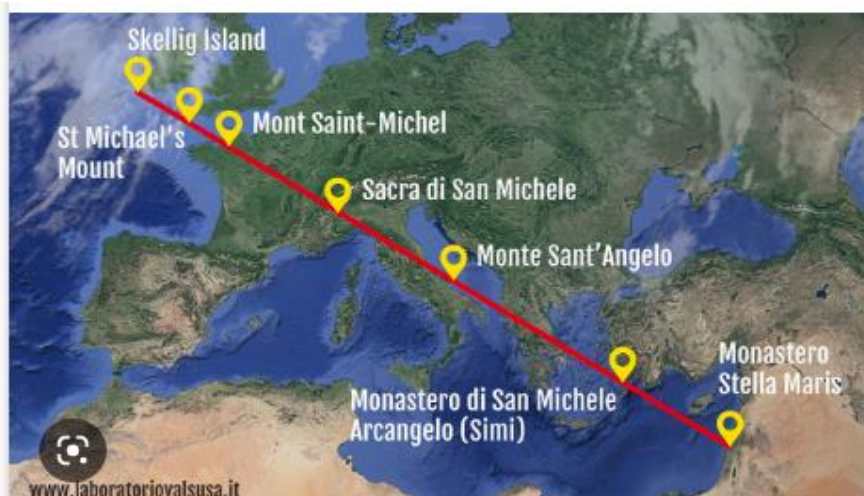 Skellig Island
St Michael's
Mount
Mont Saint-Michel
Sacra di San Michele
Monte Sant'Angelo
Monastero di San Michele
Arcangelo (Simi)
Monastero
Stella Maris
www.laboratoriovalsusa.it